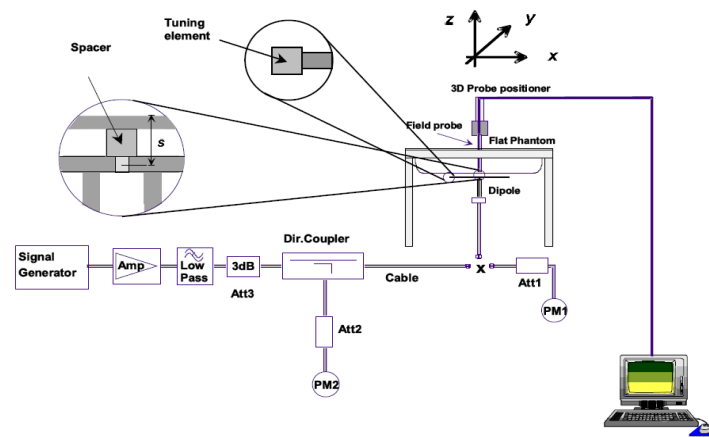 Tuning
element
Spacer
z
y
x
s
3D Probe positioner
Field probe
Flat Phantom
Dipole
Dir.Coupler
Signal
Generator
Amp
Low
Pass
3dB
Att3
Cable
x
Att1
PM1
Att2
PM2